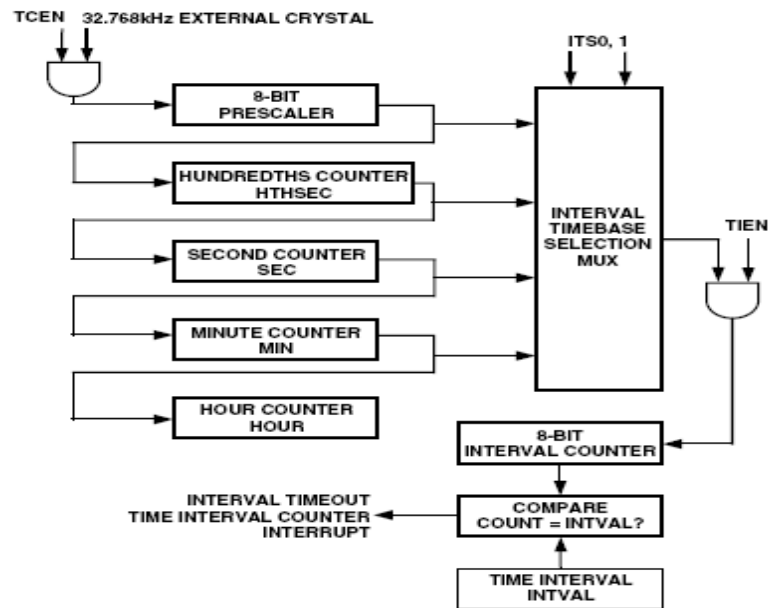 TCEN 32.768kHz EXTERNAL CRYSTAL
ITS0, 1
8-BIT
PRESCALER
HUNDREDTHS COUNTER
HTHSEC
INTERVAL
TIMEBASE
SELECTION
MUX
TIEN
SECOND COUNTER
SEC
MINUTE COUNTER
MIN
HOUR COUNTER
HOUR
8-BIT
INTERVAL COUNTER
INTERVAL TIMEOUT
TIME INTERVAL COUNTER
INTERRUPT
COMPARE
COUNT = INTVAL?
TIME INTERVAL
INTVAL